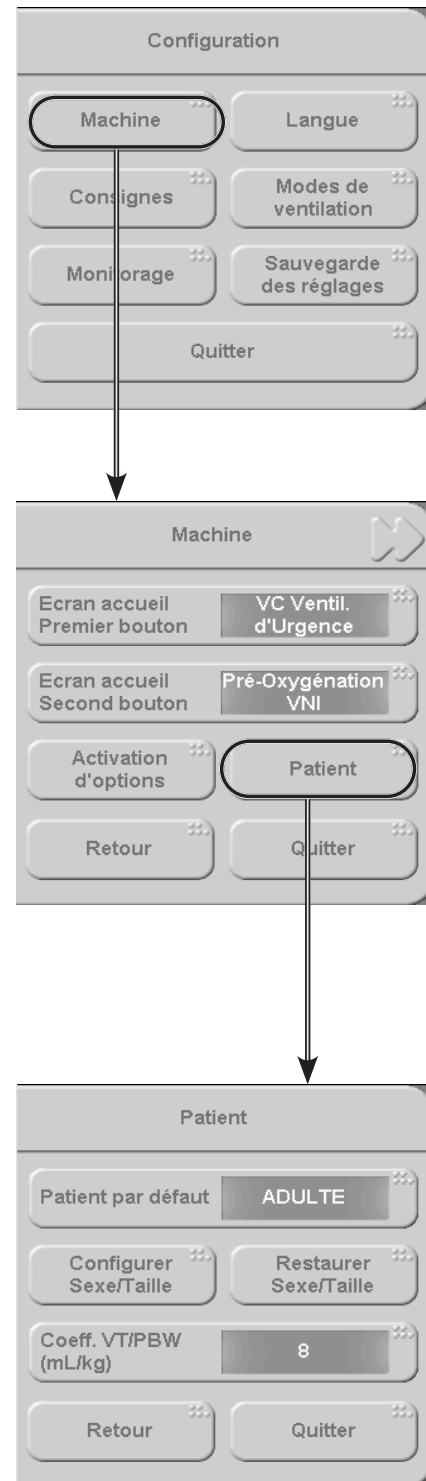 Configuration
Machine
Langue
Consignes
Modes de
ventilation
Monitorage
Sauvegarde
des réglages
Quitter
Machine
Ecran accueil
Premier bouton
VC Ventil.
d'Urgence
Ecran accueil
Second bouton
Pré-Oxygénation
VNI
Activation
d'options
Patient
Retour
Quitter
Patient
Patient par défaut
ADULTE
Configurer
Sexe/Taille
Restaurer
Sexe/Taille
Coeff. VT/PBW
(mL/kg)
8
Retour
Quitter